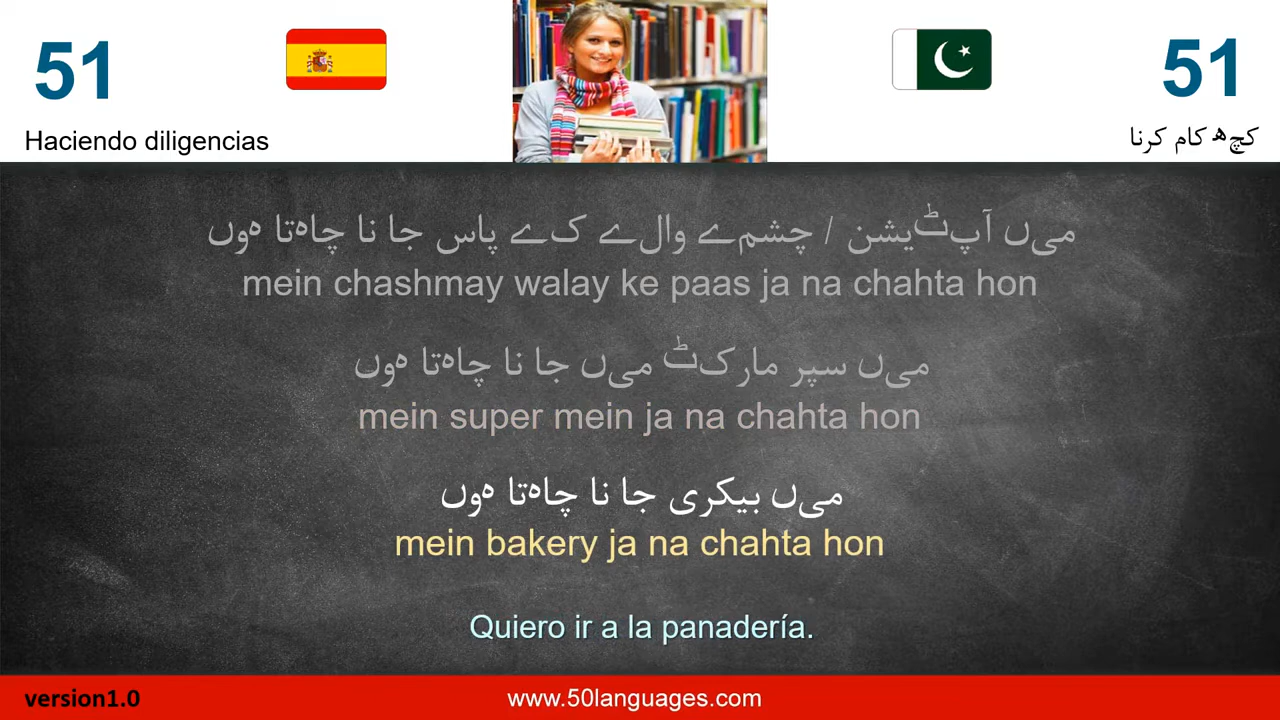 51
51
Haciendo diligencias
کچھ کام کرنا
میں آپٹیشن / چشمے والے کے پاس جا نا چاہتا ہوں
mein chashmay walay ke paas ja na chahta hon
میں سپر مارکٹ میں جا نا چاہتا ہوں
mein super mein ja na chahta hon
میں بیکری جا نا چاہتا ہوں
mein bakery ja na chahta hon
Quiero ir a la panadería.
version1.0
www.50languages.com